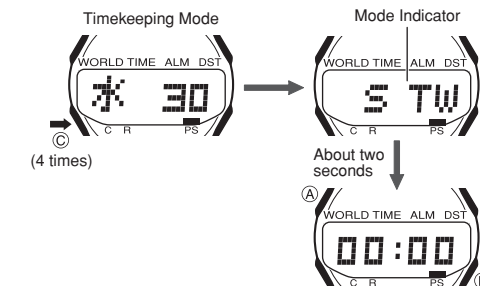 Timekeeping Mode
Mode Indicator
WORLD TIME ALM DST
水 30
C R PS
Ⓒ
(4 times)
WORLD TIME ALM DST
S TW
C R PS
About two
seconds
Ⓐ
WORLD TIME ALM DST
00:00
C R PS